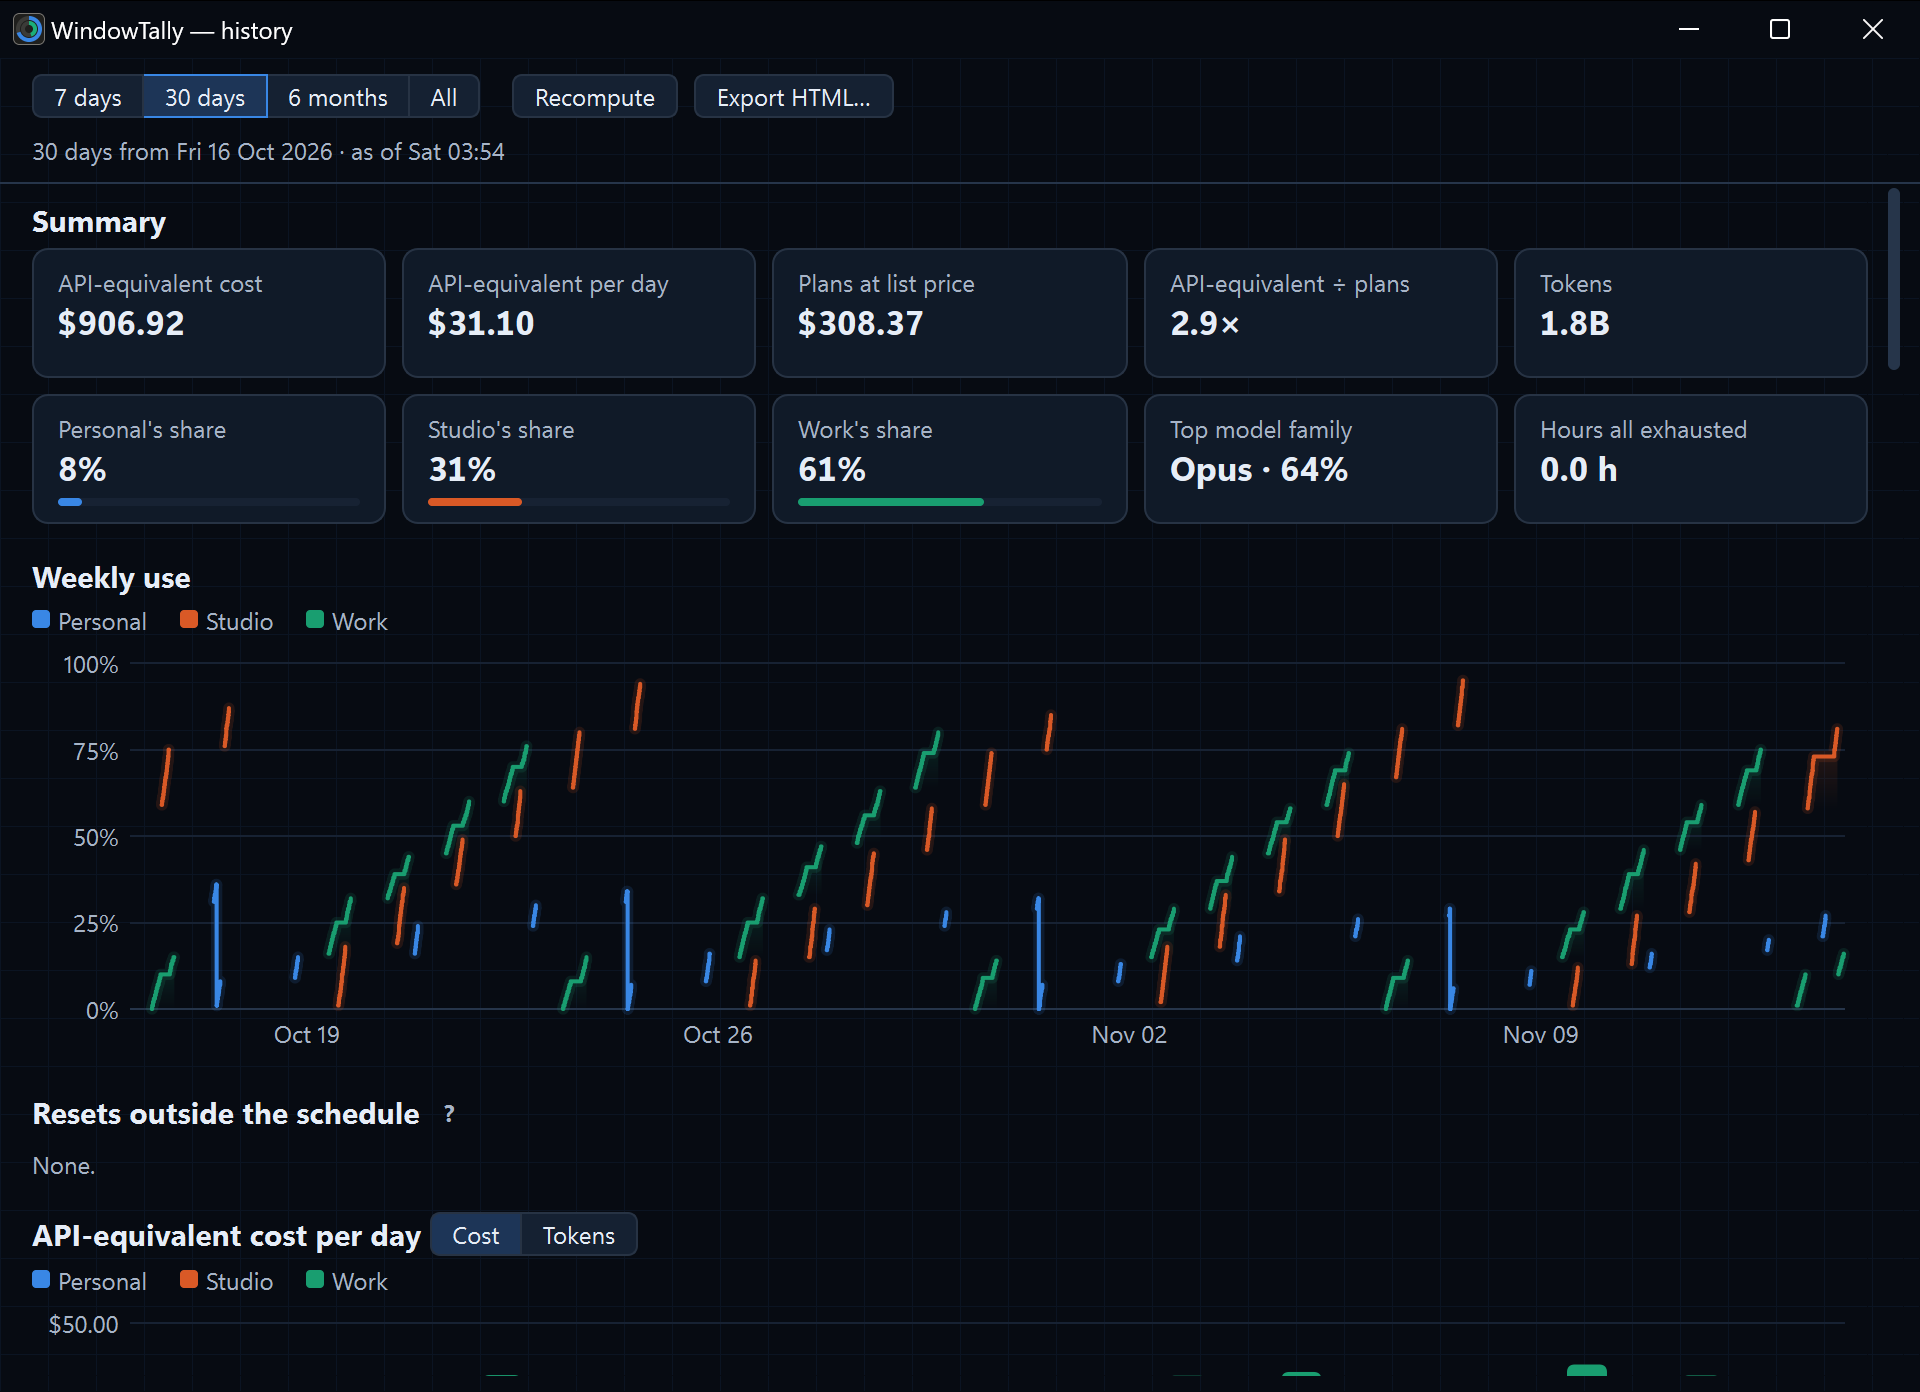 WindowTally — history
7 days 30 days 6 months All Recompute Export HTML...
30 days from Fri 16 Oct 2026 · as of Sat 03:54
Summary
API-equivalent cost
$906.92
API-equivalent per day
$31.10
Plans at list price
$308.37
API-equivalent ÷ plans
2.9×
Tokens
1.8B
Personal's share
8%
Studio's share
31%
Work's share
61%
Top model family
Opus · 64%
Hours all exhausted
0.0 h
Weekly use
Personal Studio Work
100%
75%
50%
25%
0%
Oct 19 Oct 26 Nov 02 Nov 09
Resets outside the schedule ?
None.
API-equivalent cost per day Cost Tokens
Personal Studio Work
$50.00